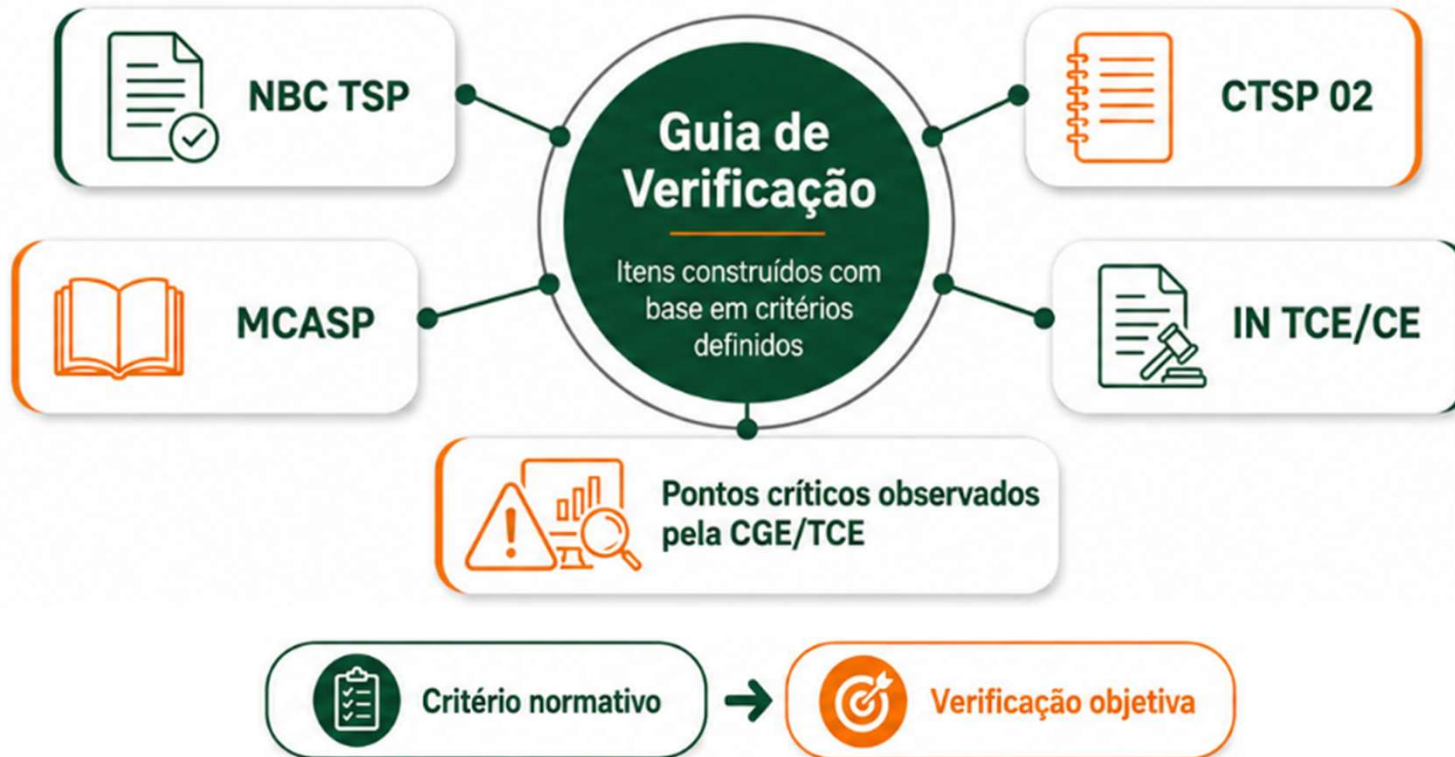 NBC TSP
MCASP
Guia de
Verificação
Itens construídos com
base em critérios
definidos
CTSP 02
IN TCE/CE
Pontos críticos observados
pela CGE/TCE
Critério normativo
Verificação objetiva